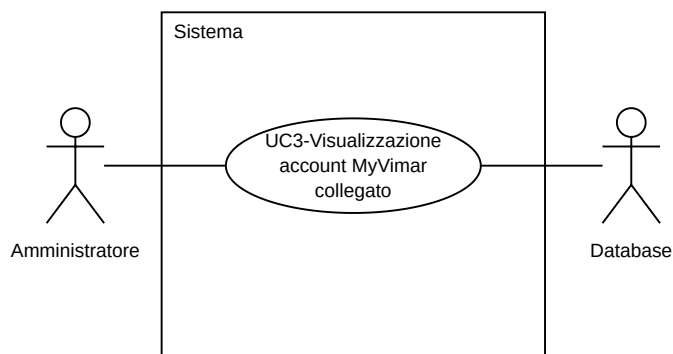 Sistema
UC3-Visualizzazione
account MyVimar
collegato
Amministratore
Database